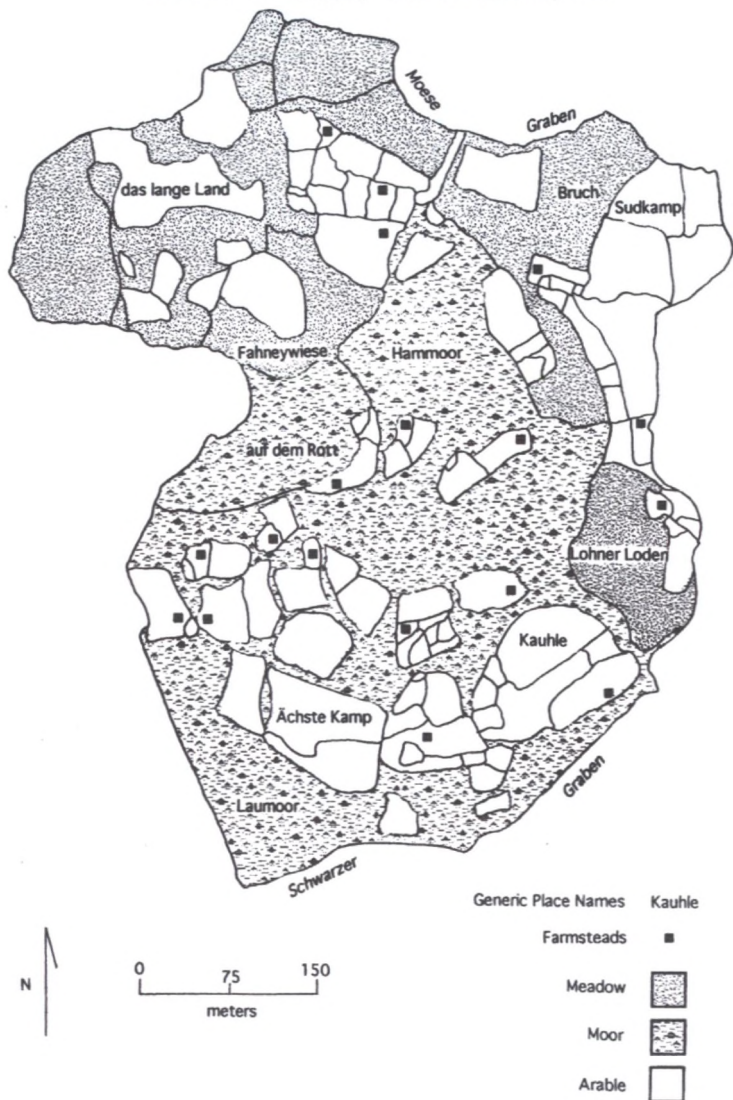 Moese
Graben
das lange Land
Bruch
Sudkamp
Fahneywiese
Hammoor
auf dem Rott
Lohner Loden
Kauhle
Ächste Kamp
Laumoor
Graben
Schwarzer
Generic Place Names Kauhle
Farmsteads
N
0 75 150
meters
Meadow
Moor
Arable